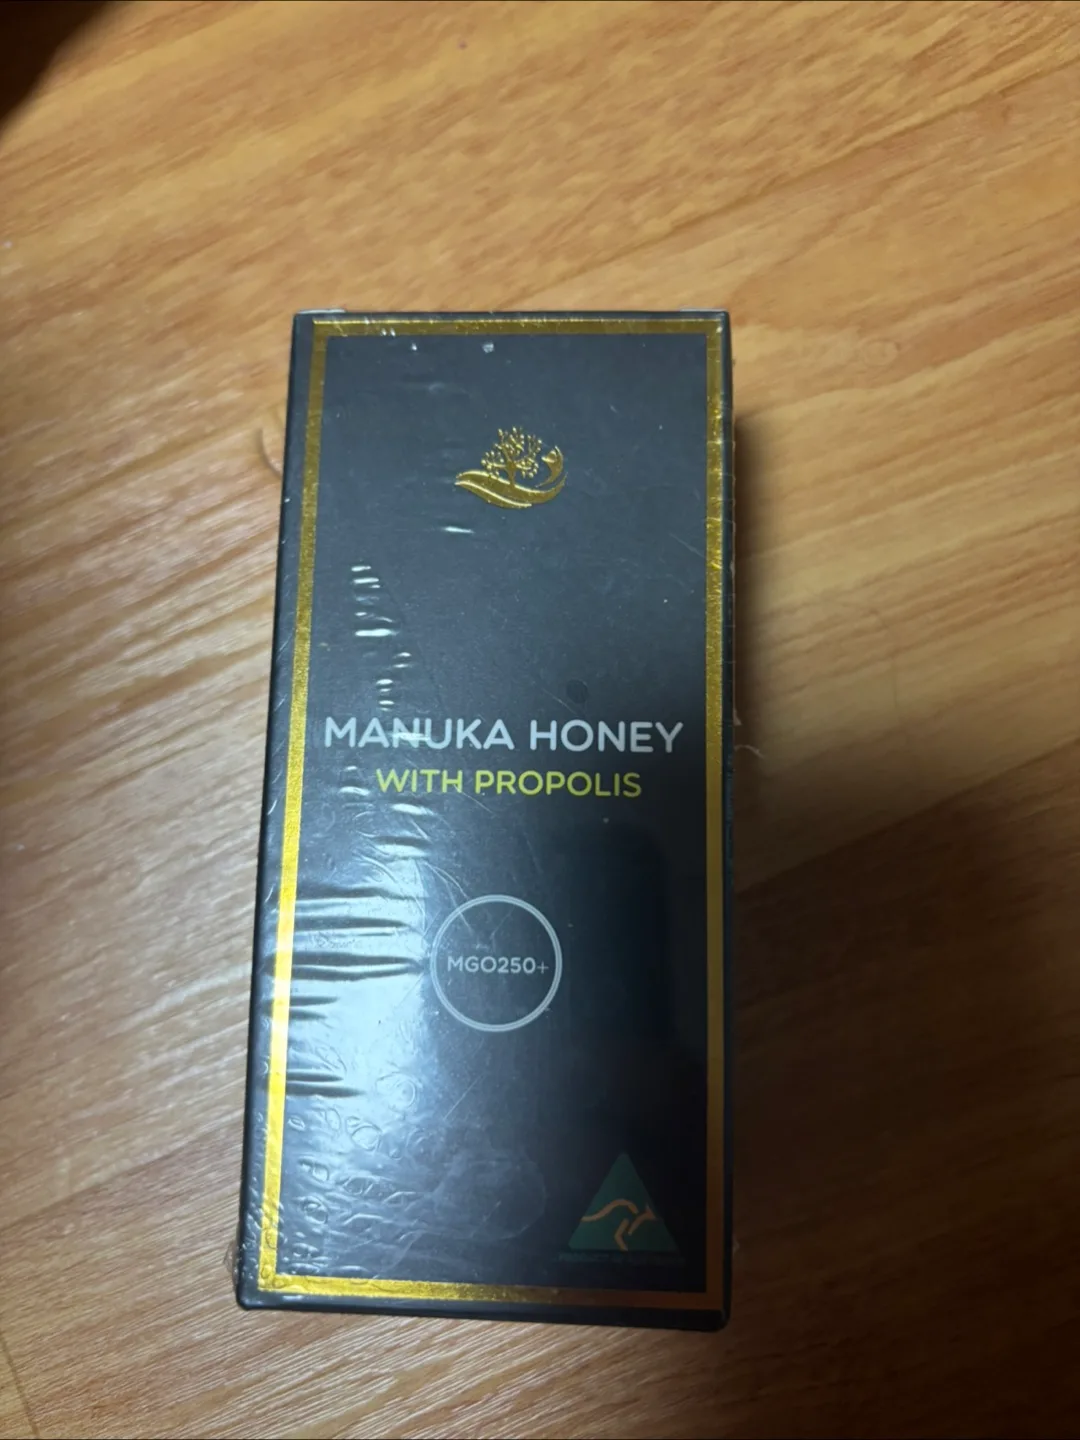 MANUKA HONEY
WITH PROPOLIS
MGO250+